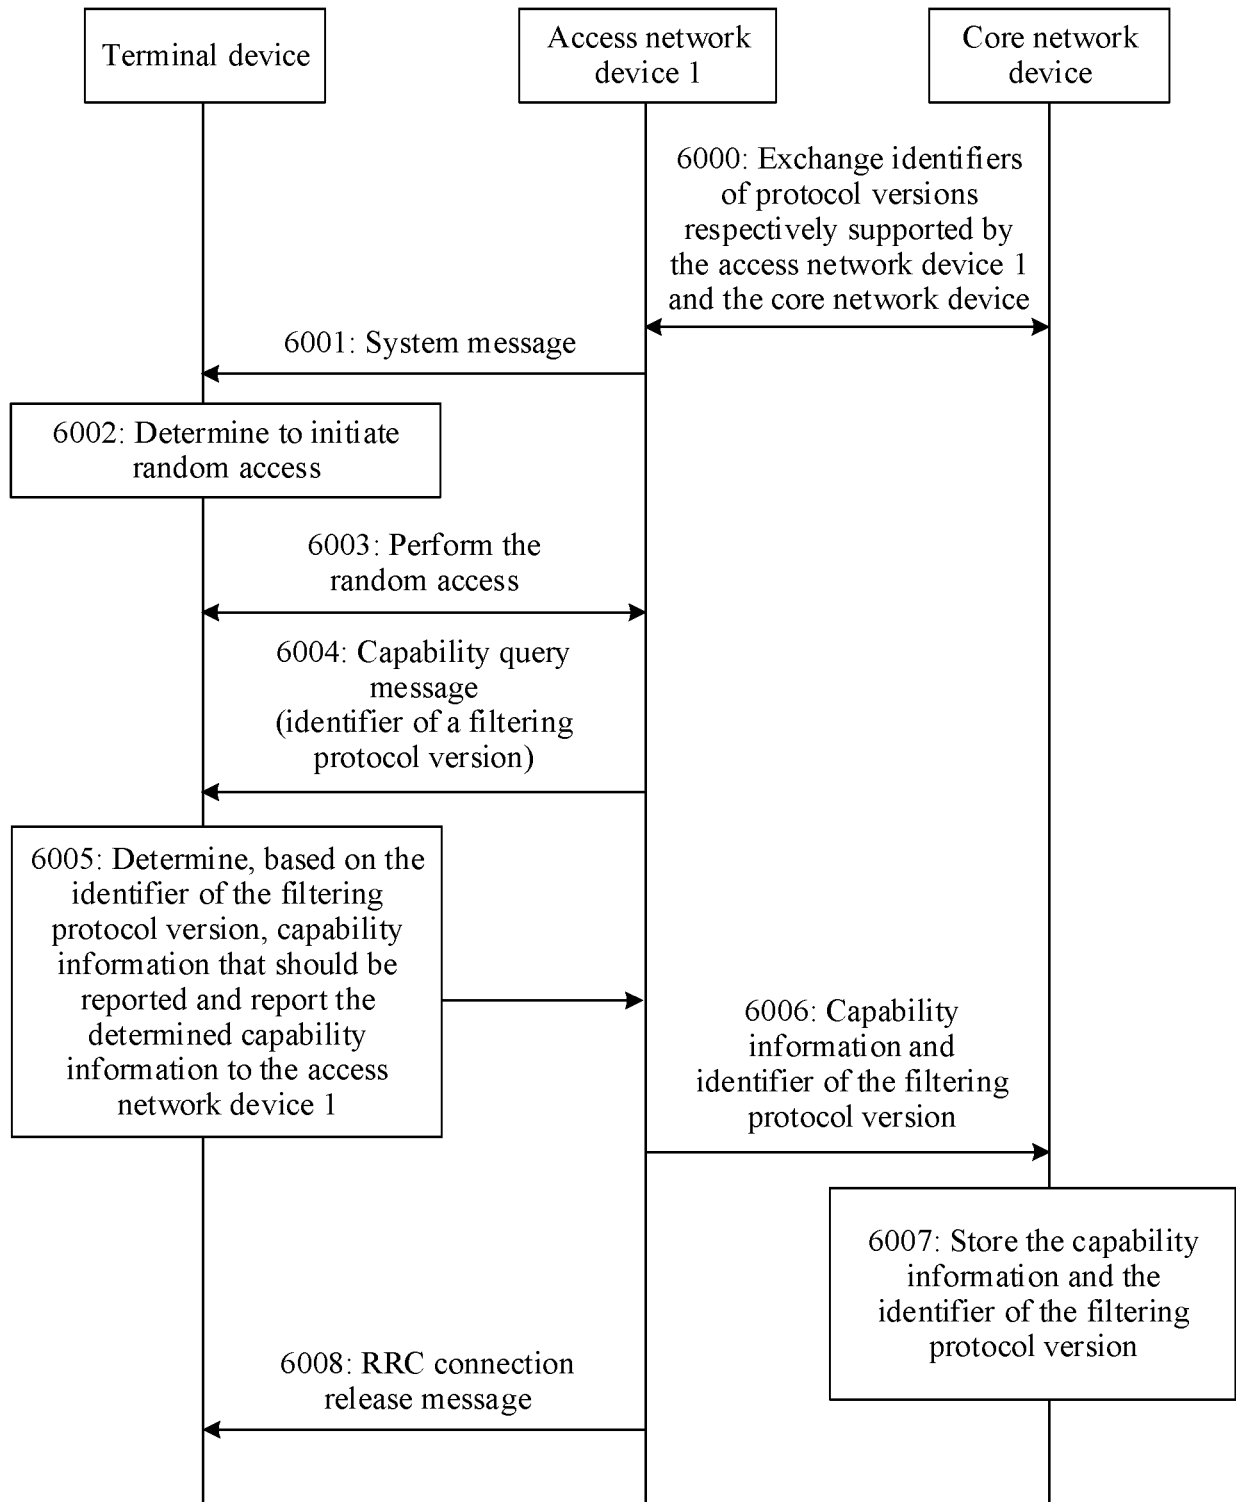 Terminal device
Access network
device 1
Core network
device
6000: Exchange identifiers
of protocol versions
respectively supported by
the access network device 1
and the core network device
6001: System message
6002: Determine to initiate
random access
6003: Perform the
random access
6004: Capability query
message
(identifier of a filtering
protocol version)
6005: Determine, based on the
identifier of the filtering
protocol version, capability
information that should be
reported and report the
determined capability
information to the access
network device 1
6006: Capability
information and
identifier of the filtering
protocol version
6007: Store the capability
information and the
identifier of the filtering
protocol version
6008: RRC connection
release message